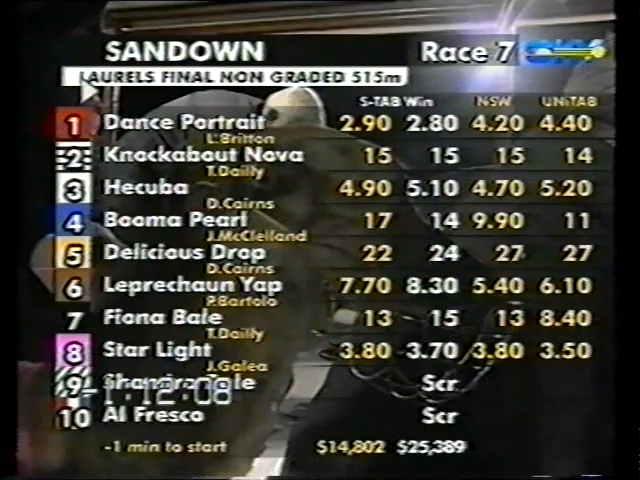 SANDOWN Race 7
LAURELS FINAL NON GRADED 515m
S-TAB Win NSW UNiTAB
1 Dance Portrait 2.90 2.80 4.20 4.40
L.Britton
2 Knockabout Nova 15 15 15 14
T.Dailly
3 Hecuba 4.90 5.10 4.70 5.20
D.Cairns
4 Booma Pearl 17 14 9.90 11
J.McClelland
5 Delicious Drop 22 24 27 27
D.Cairns
6 Leprechaun Yap 7.70 8.30 5.40 6.10
P.Bartolo
7 Fiona Bale 13 15 13 8.40
T.Dailly
8 Star Light 3.80 3.70 3.80 3.50
J.Galea
9 Scr
1:12:08
10 Al Fresco Scr
-1 min to start $14,802 $25,389